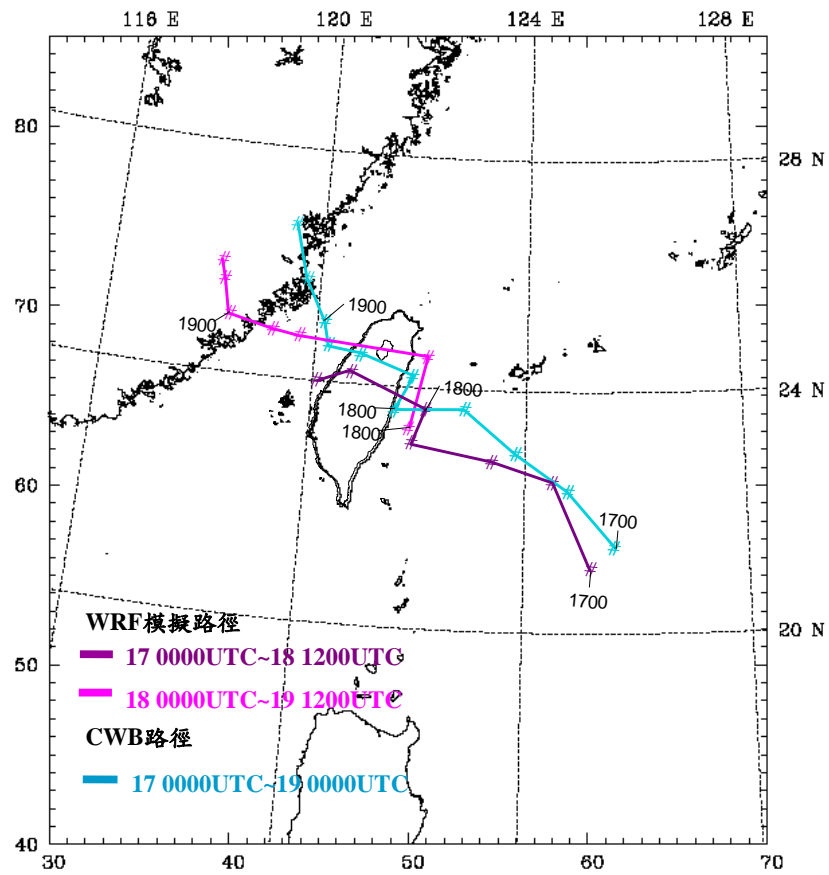 116 E 120 E 124 E 128 E
80
28 N
70
1900
1900
24 N
1800
1800
1800
60
1700
1700
WRF模擬路徑
20 N
17 0000UTC~18 1200UTC
50
18 0000UTC~19 1200UTC
CWB路徑
17 0000UTC~19 0000UTC
40
30 40 50 60 70